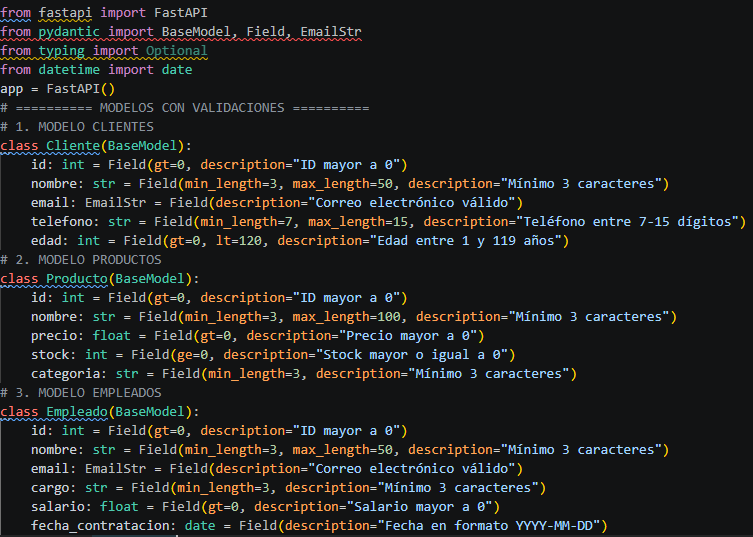 from fastapi import FastAPI
from pydantic import BaseModel, Field, EmailStr
from typing import Optional
from datetime import date
app = FastAPI()
# ========== MODELOS CON VALIDACIONES ==========
# 1. MODELO CLIENTES
class Cliente(BaseModel):
    id: int = Field(gt=0, description="ID mayor a 0")
    nombre: str = Field(min_length=3, max_length=50, description="Mínimo 3 caracteres")
    email: EmailStr = Field(description="Correo electrónico válido")
    telefono: str = Field(min_length=7, max_length=15, description="Teléfono entre 7-15 dígitos")
    edad: int = Field(gt=0, lt=120, description="Edad entre 1 y 119 años")
# 2. MODELO PRODUCTOS
class Producto(BaseModel):
    id: int = Field(gt=0, description="ID mayor a 0")
    nombre: str = Field(min_length=3, max_length=100, description="Mínimo 3 caracteres")
    precio: float = Field(gt=0, description="Precio mayor a 0")
    stock: int = Field(ge=0, description="Stock mayor o igual a 0")
    categoria: str = Field(min_length=3, description="Mínimo 3 caracteres")
# 3. MODELO EMPLEADOS
class Empleado(BaseModel):
    id: int = Field(gt=0, description="ID mayor a 0")
    nombre: str = Field(min_length=3, max_length=50, description="Mínimo 3 caracteres")
    email: EmailStr = Field(description="Correo electrónico válido")
    cargo: str = Field(min_length=3, description="Mínimo 3 caracteres")
    salario: float = Field(gt=0, description="Salario mayor a 0")
    fecha_contratacion: date = Field(description="Fecha en formato YYYY-MM-DD")